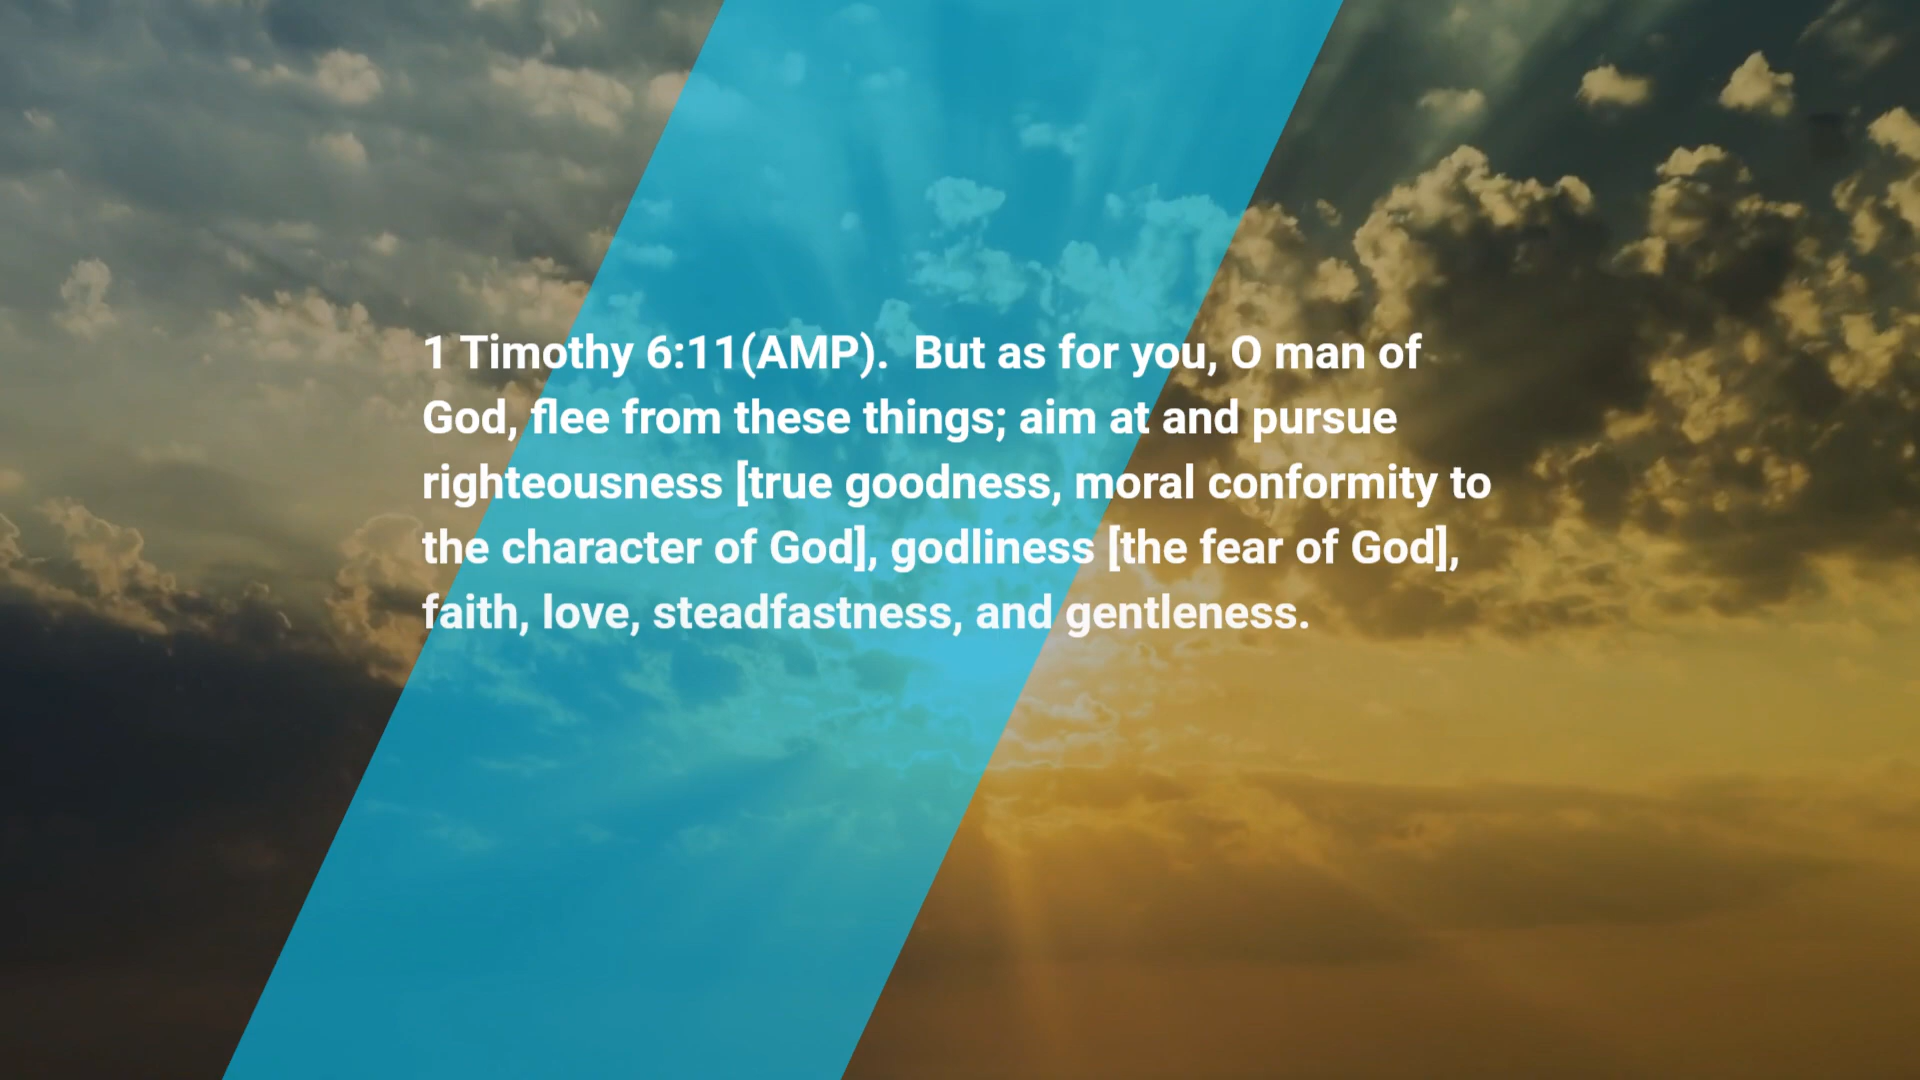 1 Timothy 6:11(AMP).  But as for you, O man of
God, flee from these things; aim at and pursue
righteousness [true goodness, moral conformity to
the character of God], godliness [the fear of God],
faith, love, steadfastness, and gentleness.